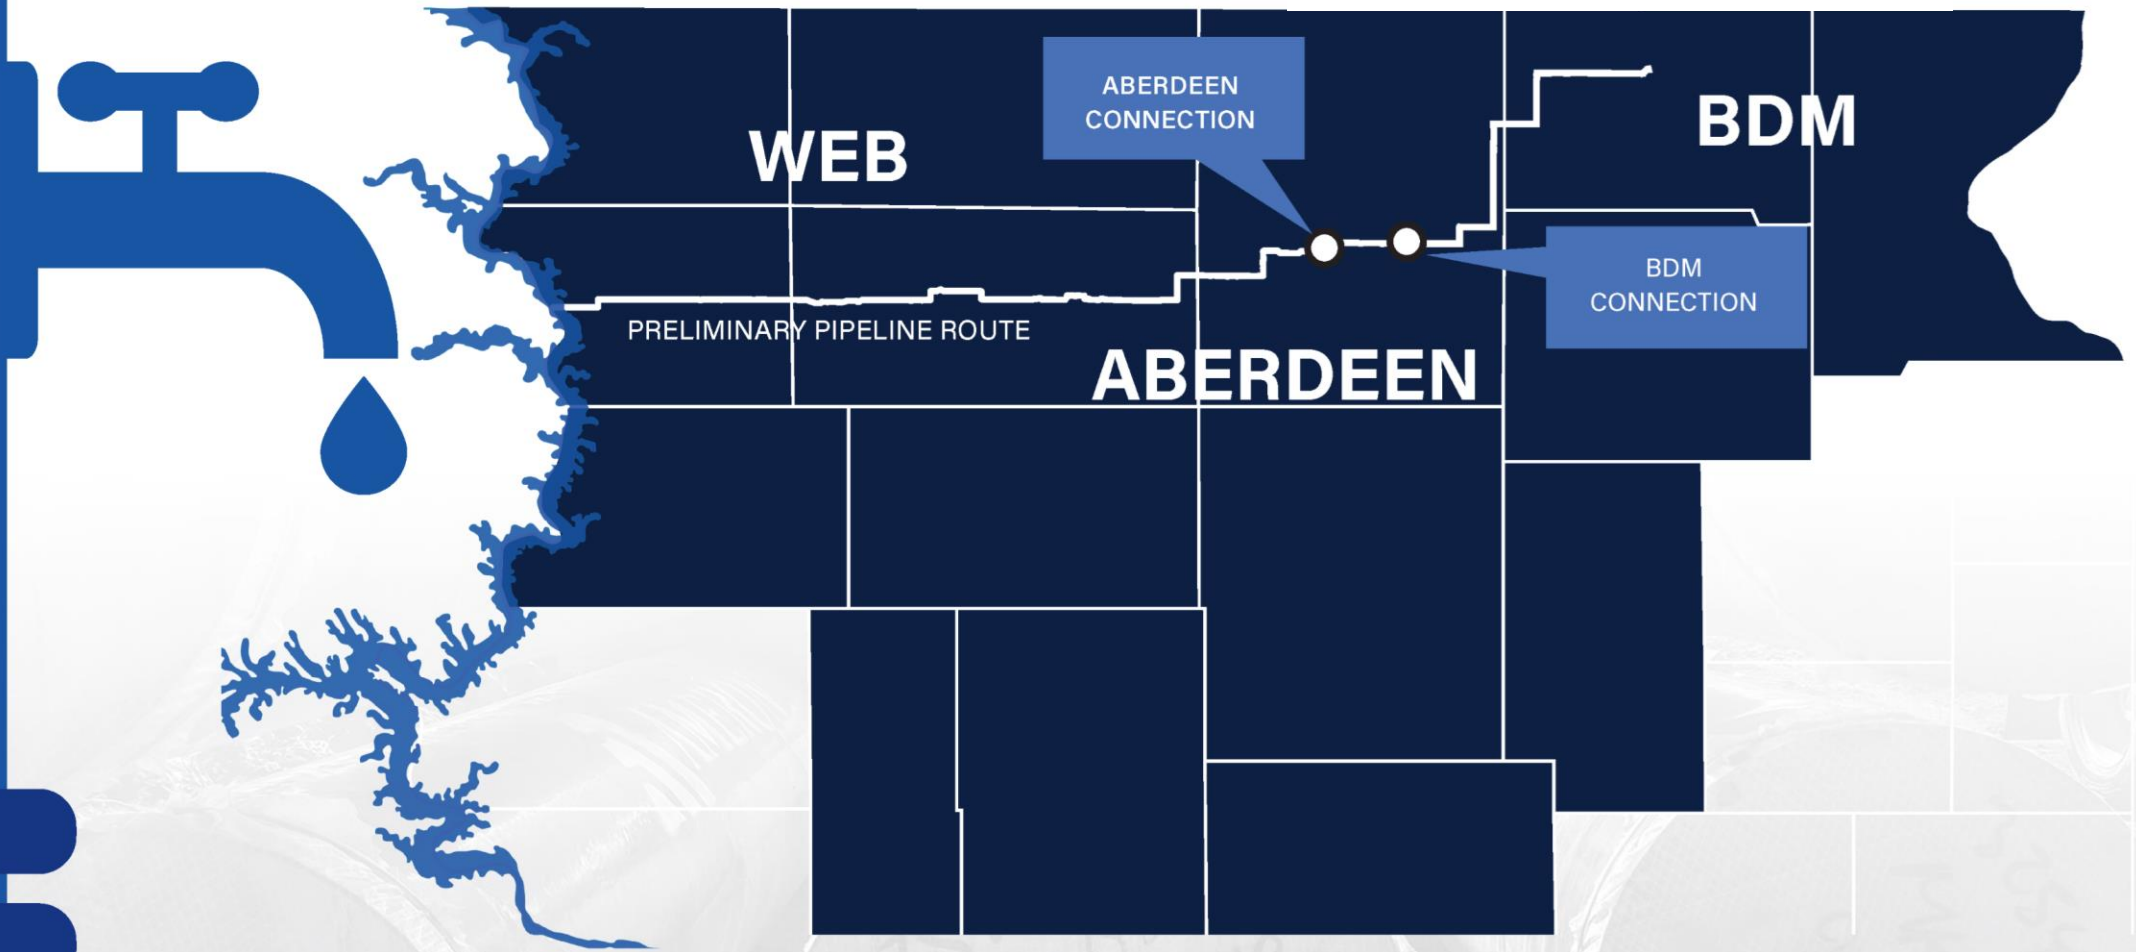 ABERDEEN
CONNECTION
BDM
WEB
BDM
CONNECTION
PRELIMINARY PIPELINE ROUTE
ABERDEEN